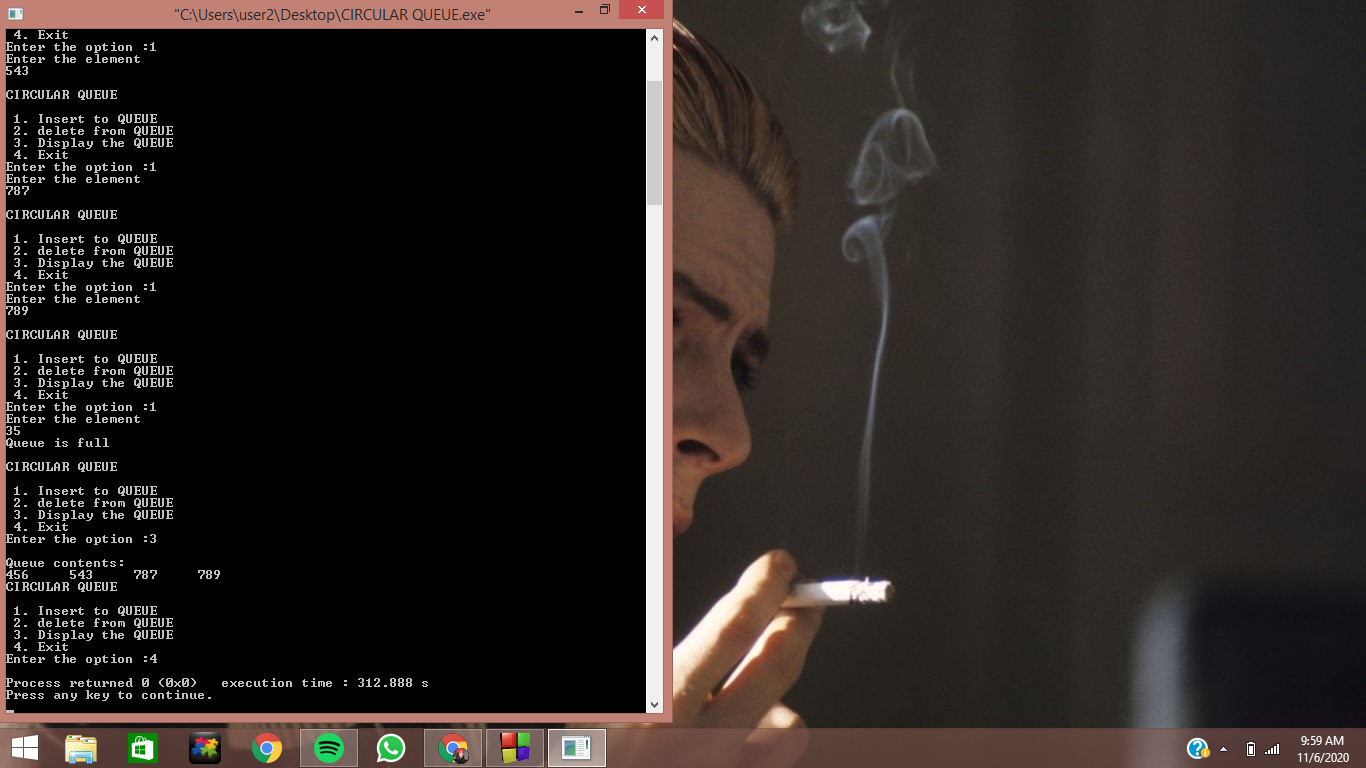 "C:\Users\user2\Desktop\CIRCULAR QUEUE.exe"
4. Exit
Enter the option :1
Enter the element
543
CIRCULAR QUEUE
1. Insert to QUEUE
2. delete from QUEUE
3. Display the QUEUE
4. Exit
Enter the option :1
Enter the element
787
CIRCULAR QUEUE
1. Insert to QUEUE
2. delete from QUEUE
3. Display the QUEUE
4. Exit
Enter the option :1
Enter the element
789
CIRCULAR QUEUE
1. Insert to QUEUE
2. delete from QUEUE
3. Display the QUEUE
4. Exit
Enter the option :1
Enter the element
35
Queue is full
CIRCULAR QUEUE
1. Insert to QUEUE
2. delete from QUEUE
3. Display the QUEUE
4. Exit
Enter the option :3
Queue contents:
456 543 787 789
CIRCULAR QUEUE
1. Insert to QUEUE
2. delete from QUEUE
3. Display the QUEUE
4. Exit
Enter the option :4
Process returned 0 (0x0) execution time : 312.888 s
Press any key to continue.
9:59 AM
11/6/2020